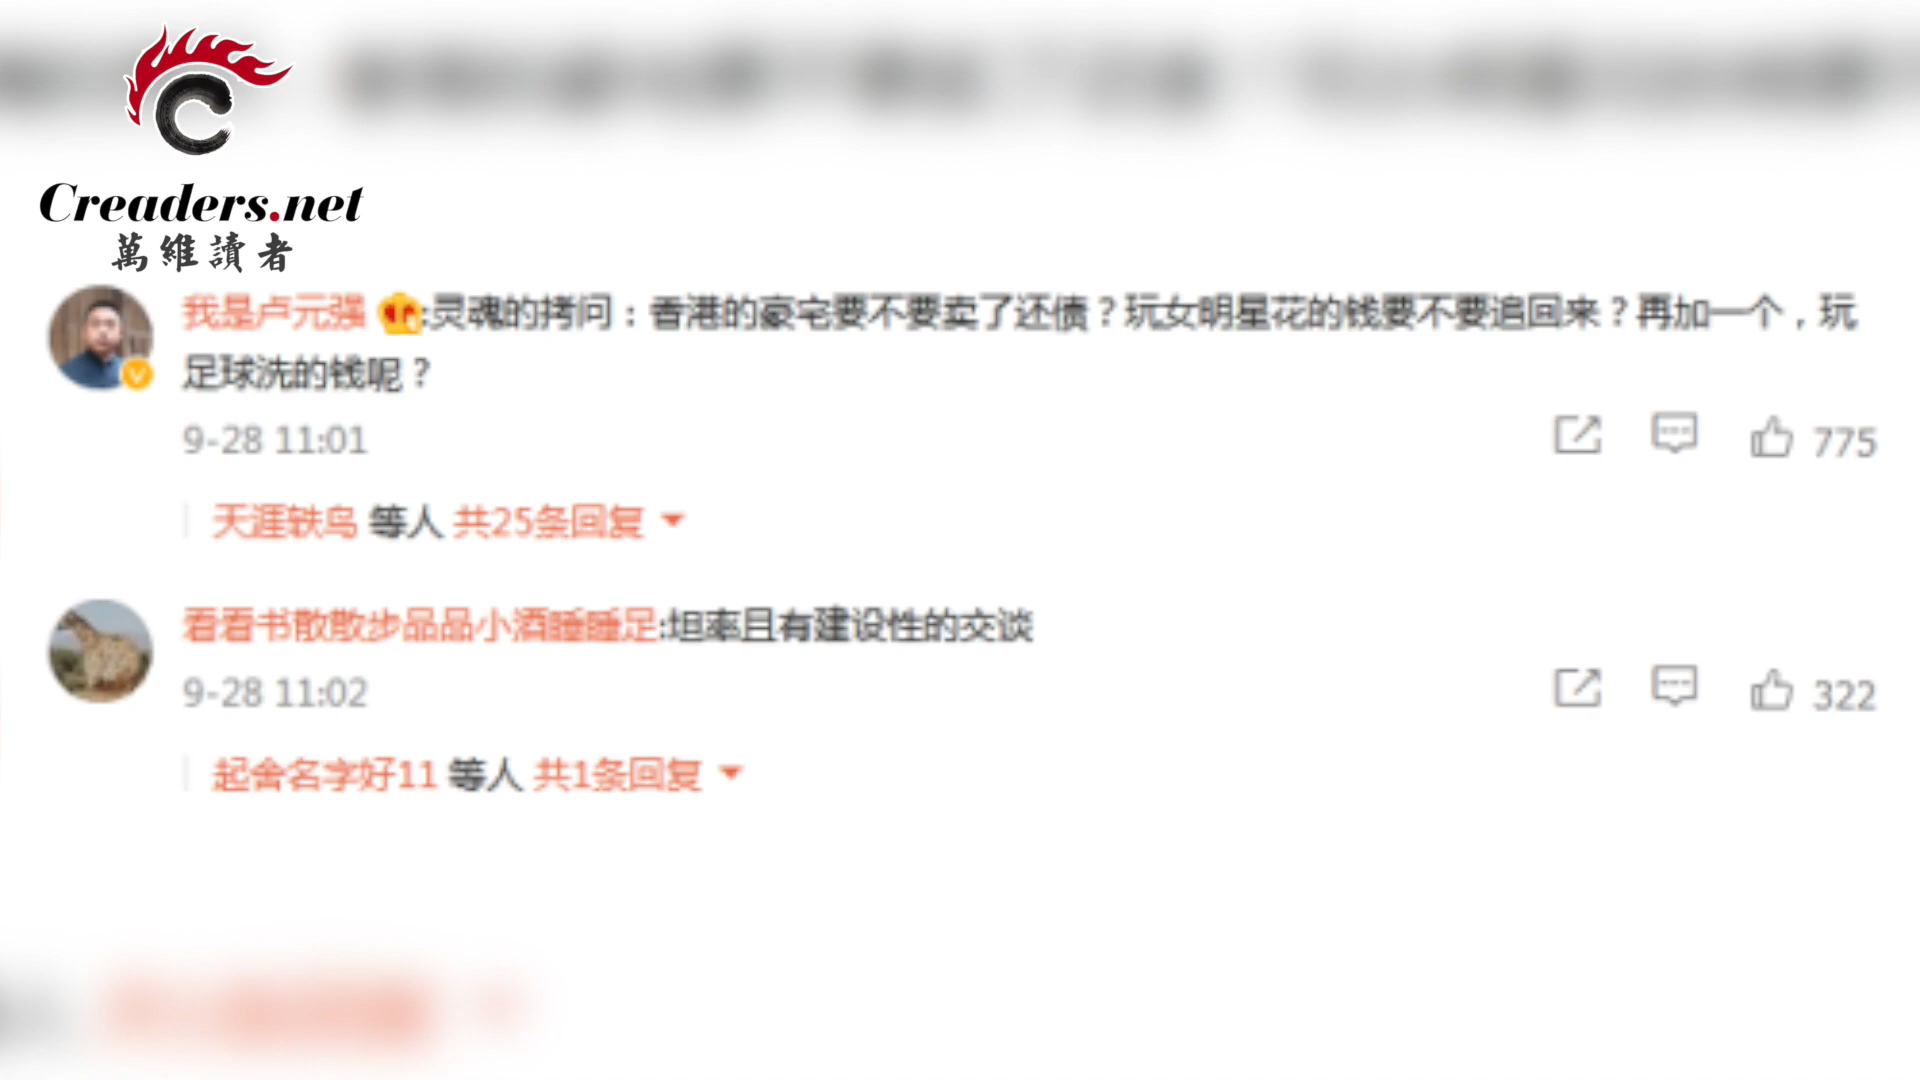 Creaders.net
萬維讀者
我是卢元强:灵魂的拷问：香港的豪宅要不要卖了还债？玩女明星花的钱要不要追回来？再加一个，玩
足球洗的钱呢？
9-28 11:01
775
天涯轶鸟 等人 共25条回复
看看书散散步品品小酒睡睡足:坦率且有建设性的交谈
9-28 11:02
322
起舍名字好11 等人 共1条回复